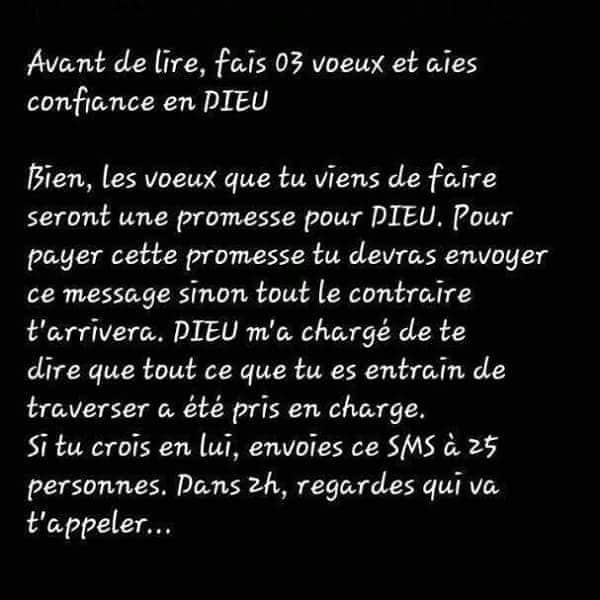 Avant de lire, fais 03 voeux et aies
confiance en DIEU
Bien, les voeux que tu viens de faire
seront une promesse pour DIEU. Pour
payer cette promesse tu devras envoyer
ce message sinon tout le contraire
t'arrivera. DIEU m'a chargé de te
dire que tout ce que tu es entrain de
traverser a été pris en charge.
Si tu crois en lui, envoies ce SMS à 25
personnes. Dans 2h, regardes qui va
t'appeler...